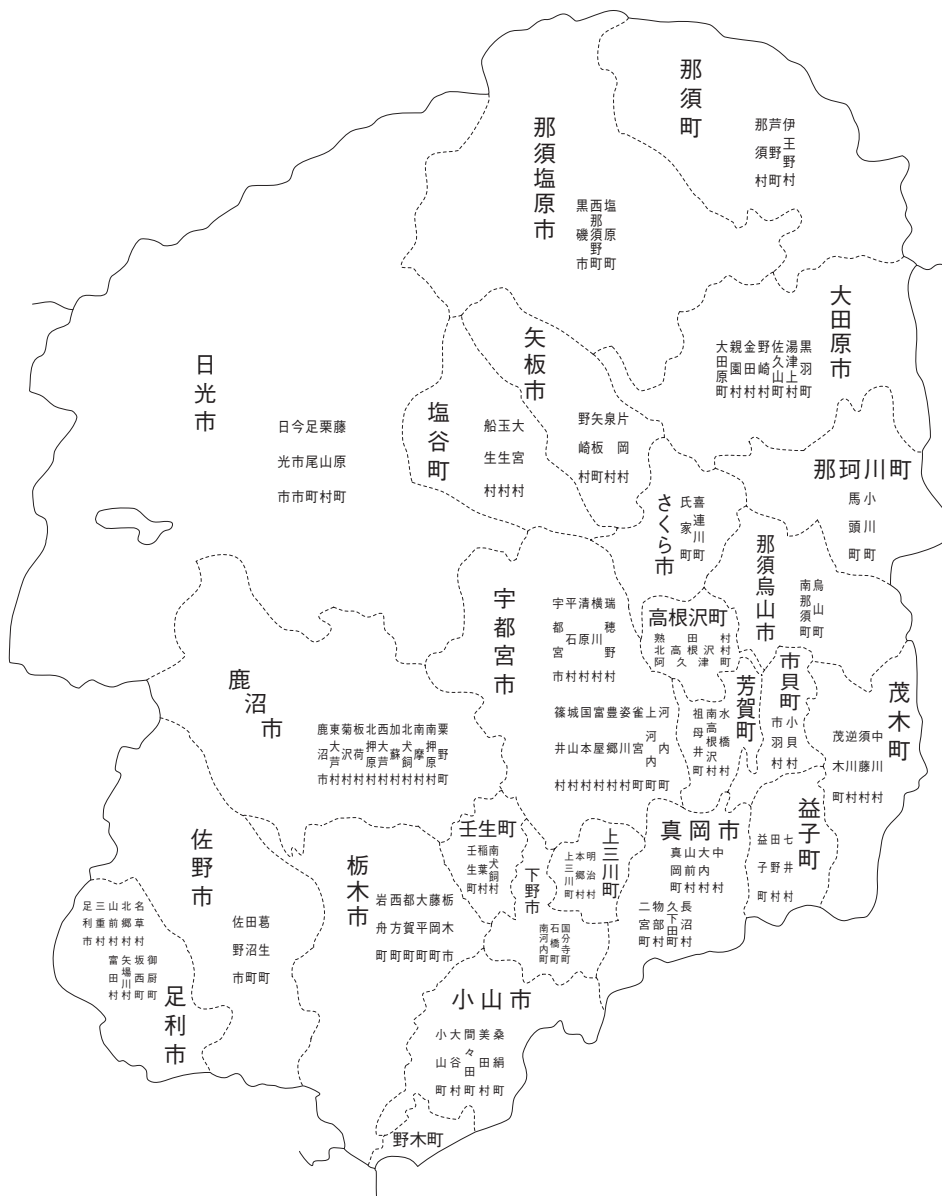 那須町
那須村
芦野町
伊王野村
那須塩原市
黒磯市
西那須野町
塩原町
大田原市
大田原町
親園村
金田村
野崎村
佐久山町
湯津上村
黒羽町
日光市
日光市
今市市
足尾町
栗山村
藤原町
塩谷町
船生村
玉生村
大宮村
矢板市
野崎村
矢板町
泉村
片岡村
さくら市
氏家町
喜連川町
那珂川町
馬頭町
小川町
那須烏山市
南那須町
烏山町
宇都宮市
宇都宮市
平石村
清原村
横川村
瑞穂野村
篠井村
城山村
国本村
富屋村
豊郷村
姿川村
雀宮町
上河内町
河内町
高根沢町
熟田村
北高根沢村
阿久津町
芳賀町
祖母井町
南高根沢村
水橋村
市貝町
市羽村
小貝村
茂木町
茂木町
逆川村
須藤村
中川村
鹿沼市
鹿沼市
東大芦村
菊沢村
板荷村
北押原村
西大芦村
加蘇村
北犬飼村
南摩村
南押原村
粟野町
益子町
益子町
田野村
七井村
真岡市
真岡町
山前村
大内村
中村
二宮町
物部村
久下田町
長沼村
上三川町
上三川町
本郷村
明治村
壬生町
壬生町
稲葉村
南犬飼村
下野市
南河内町
石橋町
国分寺町
栃木市
岩舟町
西方町
都賀町
大平町
藤岡町
栃木市
佐野市
佐野市
田沼町
葛生町
足利市
足利市
三重村
山前村
北郷村
名草村
富田村
矢場川村
坂西町
御厨町
小山市
小山町
大谷村
間々田町
美田村
桑絹町
野木町